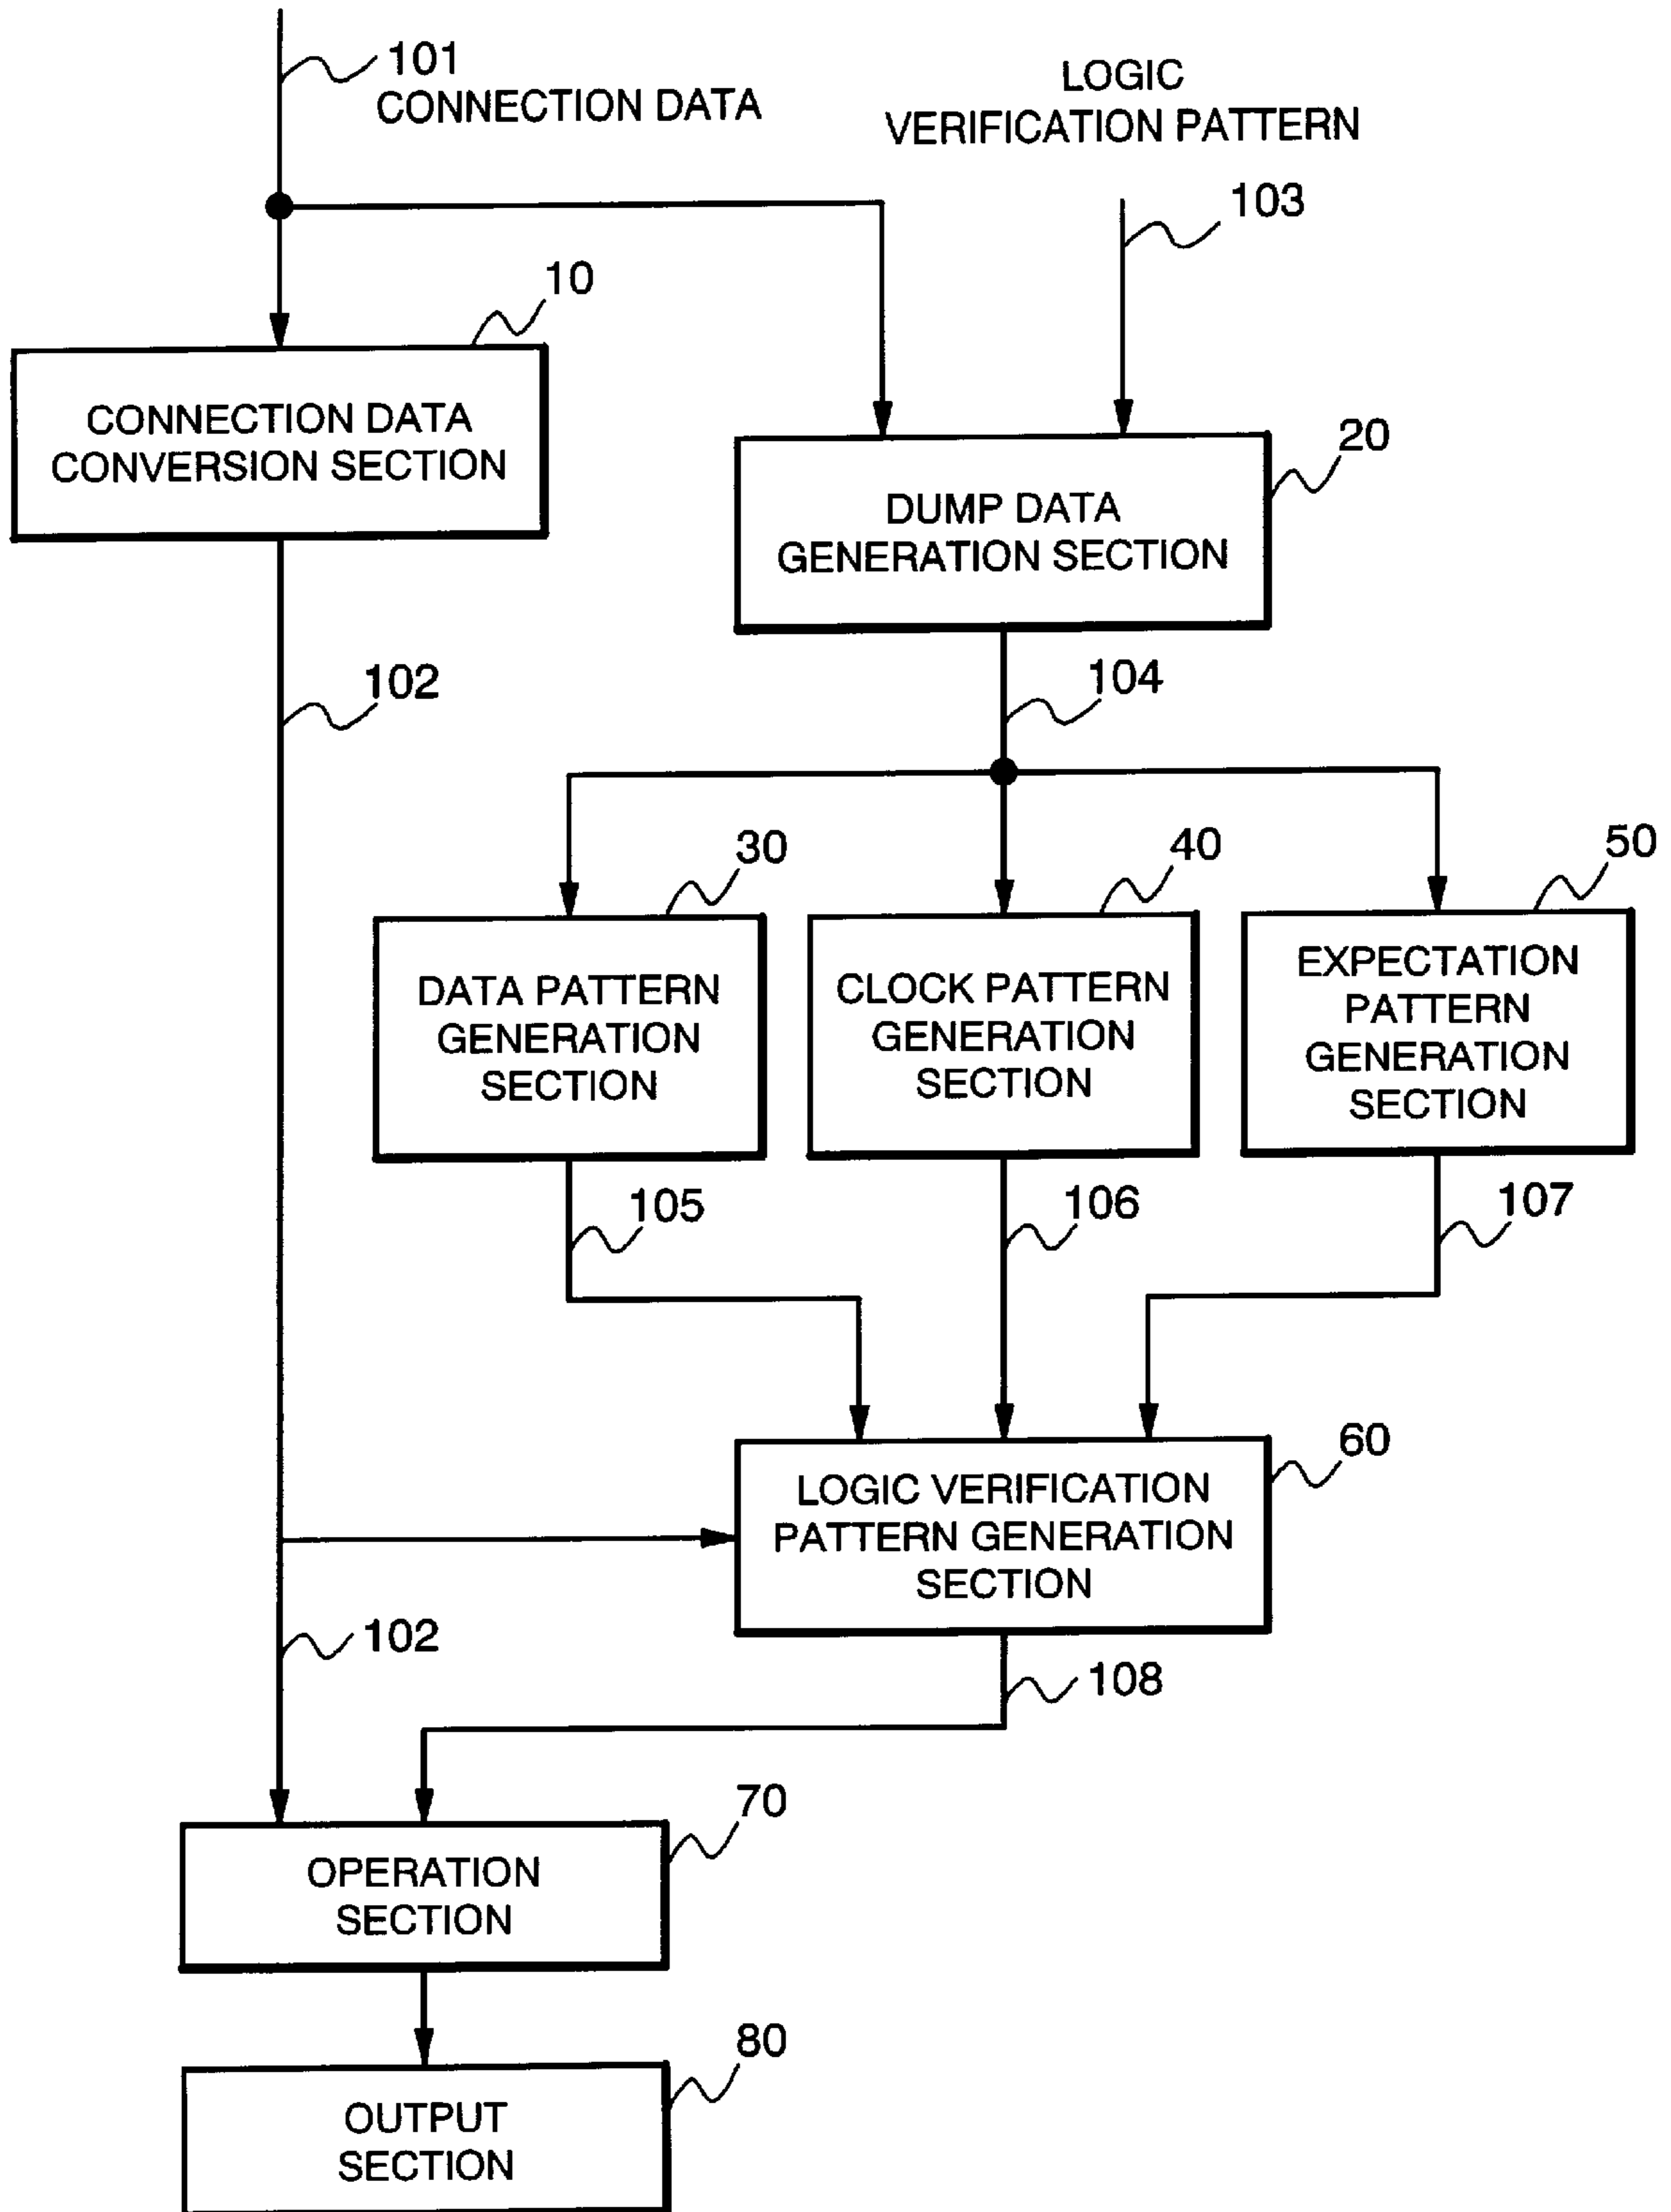 101
CONNECTION DATA
LOGIC
VERIFICATION PATTERN
103
10
CONNECTION DATA
CONVERSION SECTION
20
DUMP DATA
GENERATION SECTION
102
104
30
40
50
DATA PATTERN
GENERATION
SECTION
CLOCK PATTERN
GENERATION
SECTION
EXPECTATION
PATTERN
GENERATION
SECTION
105
106
107
60
LOGIC VERIFICATION
PATTERN GENERATION
SECTION
102
108
70
OPERATION
SECTION
80
OUTPUT
SECTION